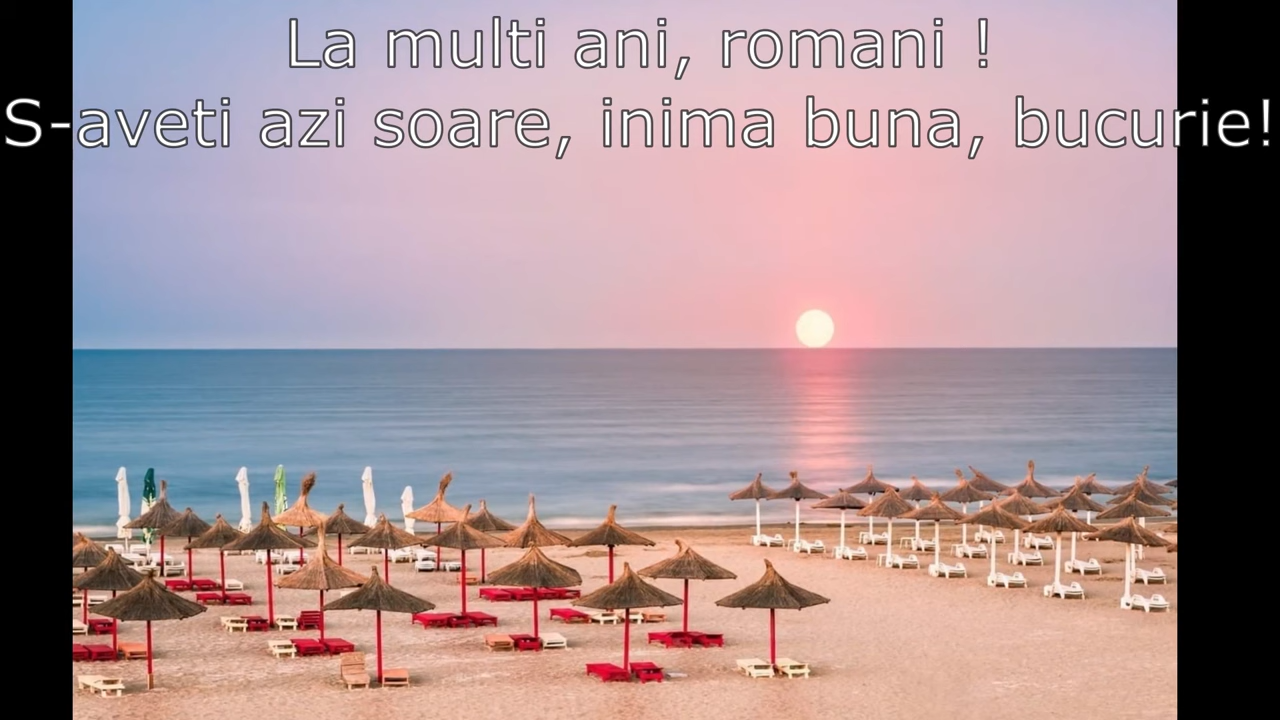 La multi ani, romani !
S-aveti azi soare, inima buna, bucurie!